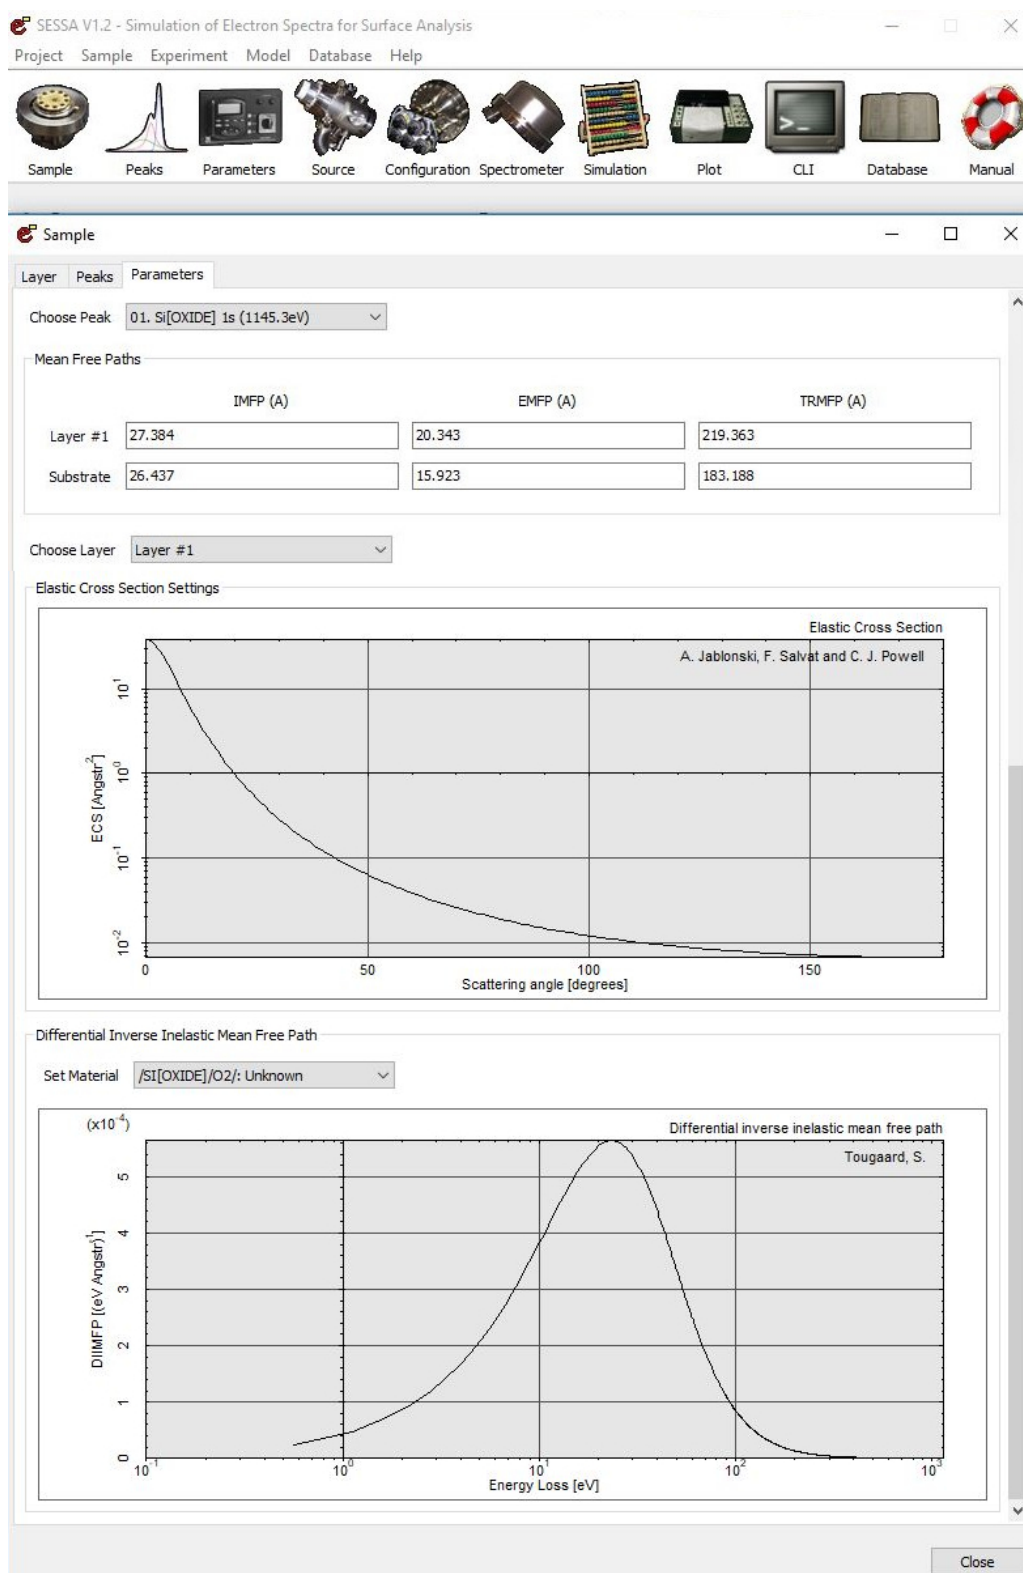 SESSA V1.2 - Simulation of Electron Spectra for Surface Analysis
Project Sample Experiment Model Database Help
Sample Peaks Parameters Source Configuration Spectrometer Simulation Plot CLI Database Manual
Sample
Layer Peaks Parameters
Choose Peak 01. Si[OXIDE] 1s (1145.3eV)
Mean Free Paths
IMFP (A) EMFP (A) TRMFP (A)
Layer #1 27.384 20.343 219.363
Substrate 26.437 15.923 183.188
Choose Layer Layer #1
Elastic Cross Section Settings
Elastic Cross Section
A. Jablonski, F. Salvat and C. J. Powell
ECS [Angstr^2]
10^1
10^0
10^-1
10^-2
0 50 100 150
Scattering angle [degrees]
Differential Inverse Inelastic Mean Free Path
Set Material /SI[OXIDE]/O2/: Unknown
(x10^-4)
Differential inverse inelastic mean free path
Tougaard, S.
DIIMFP [(eV Angstr)^-1]
5
4
3
2
1
0
10^-1 10^0 10^1 10^2 10^3
Energy Loss [eV]
Close